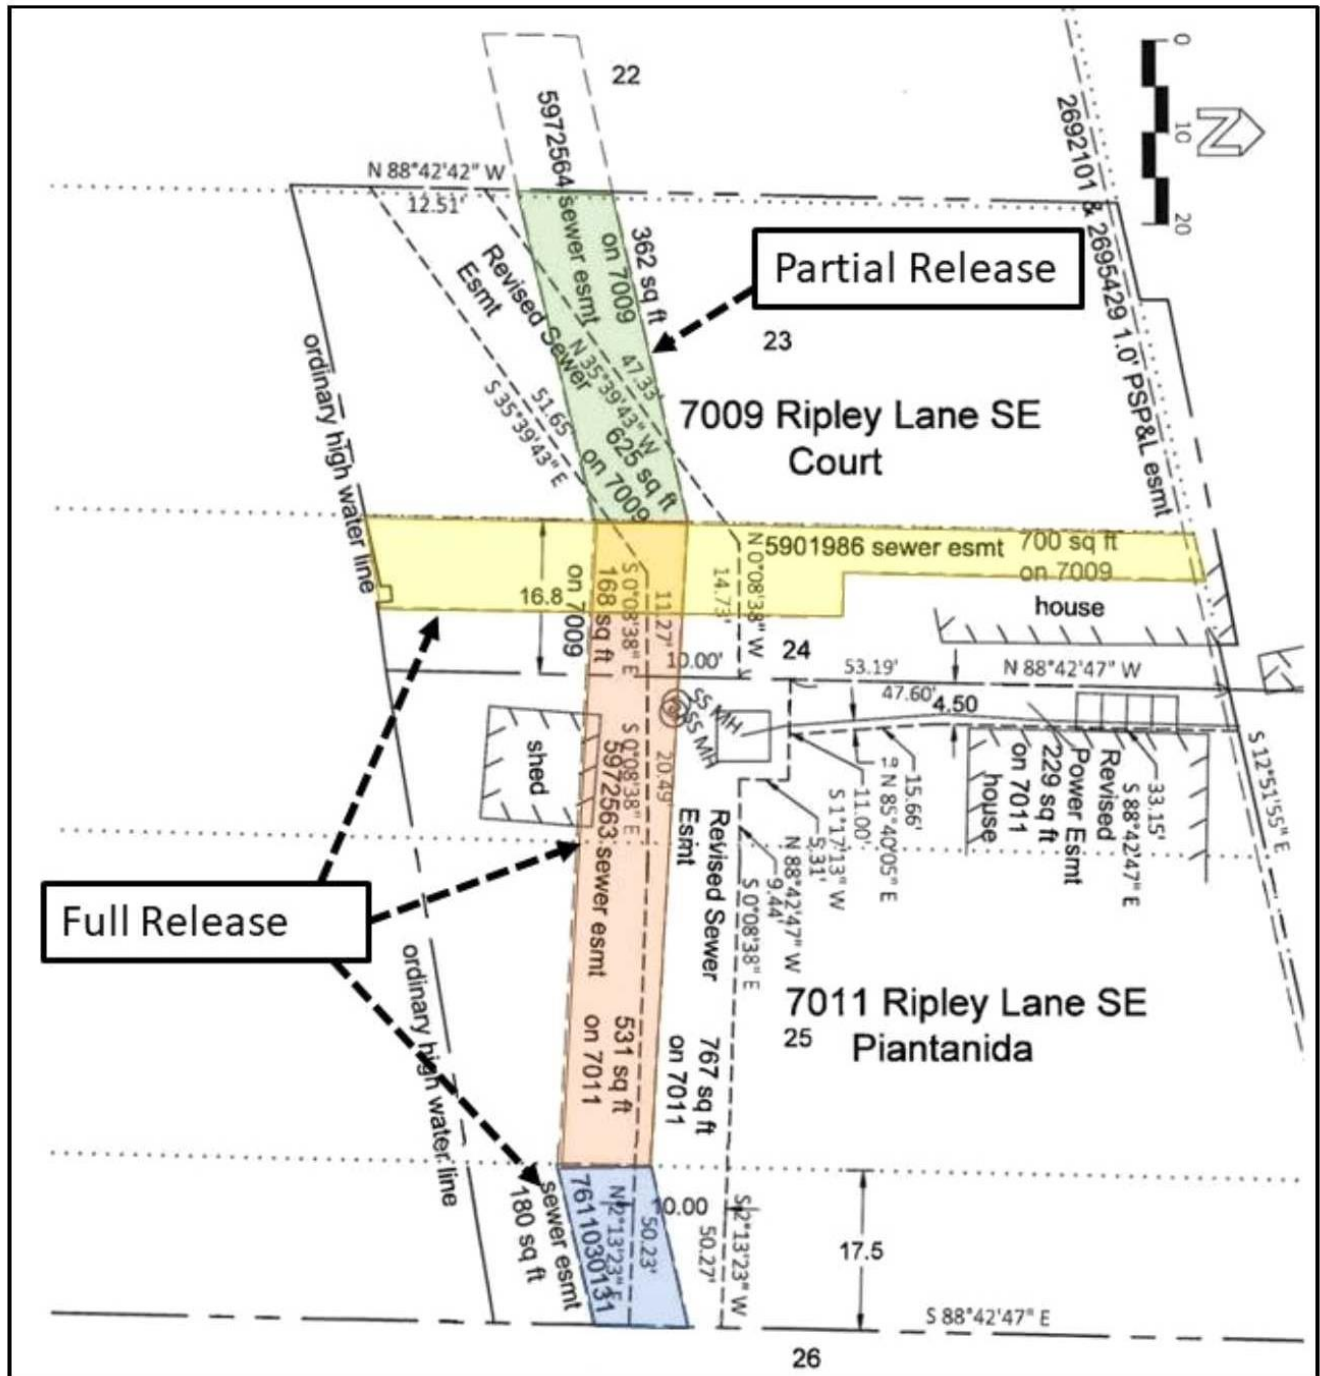 22
0
10
20
N
5972564 sewer esmt
2692101 & 2695429 1.0' PSP&L esmt
N 88°42'42" W
12.51'
362 sq ft
on 7009
Revised Sewer
Esmt
Partial Release
23
ordinary high water line
47.33'
N 35°39'43" W
51.65'
S 35°39'43" E
7009 Ripley Lane SE
Court
625 sq ft
on 7009
5901986 sewer esmt
700 sq ft
on 7009
house
N 0°08'38" W
14.73'
16.8
168 sq ft
on 7009
S 0°08'38" E
11.27'
10.00'
24
53.19'
N 88°42'47" W
47.60'
4.50
SS MH
SS MH
shed
S 0°08'38" E
20.49'
5972563 sewer esmt
Revised Sewer
Esmt
15.66'
N 85°40'05" E
11.00'
S 1°17'13" W
5.31'
N 88°42'47" W
9.44'
S 0°08'38" E
33.15'
S 88°42'47" E
Revised
Power Esmt
229 sq ft
on 7011
house
S 12°51'55" E
Full Release
ordinary high water line
531 sq ft
on 7011
767 sq ft
on 7011
7011 Ripley Lane SE
25
Piantanida
7611030131
sewer esmt
180 sq ft
N 2°13'23" E
50.23'
10.00
50.27'
S 2°13'23" W
17.5
S 88°42'47" E
26